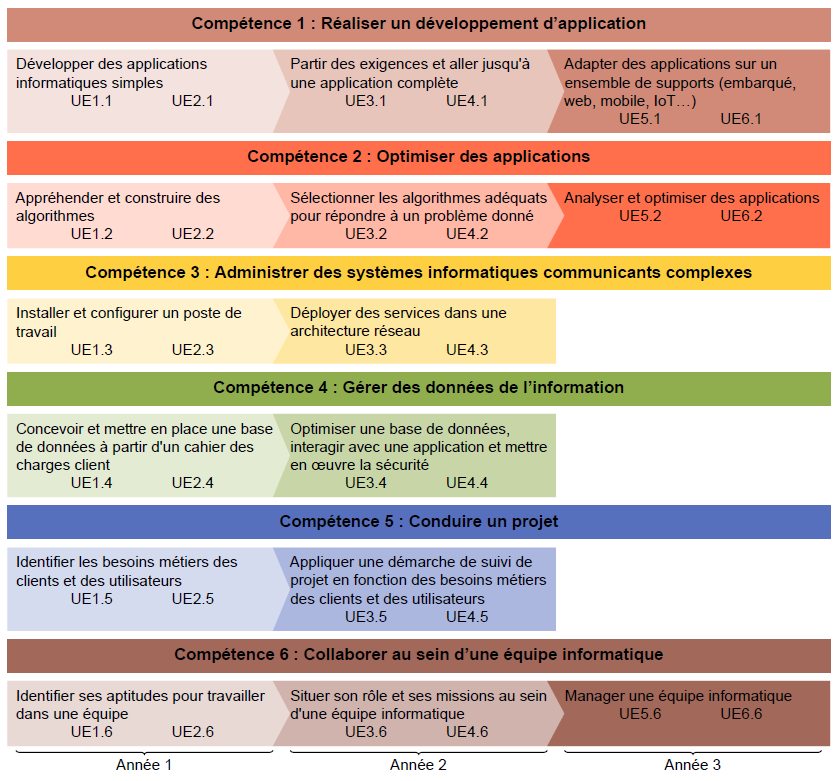 Compétence 1 : Réaliser un développement d’application
Développer des applications
informatiques simples
UE1.1 UE2.1
Partir des exigences et aller jusqu'à
une application complète
UE3.1 UE4.1
Adapter des applications sur un
ensemble de supports (embarqué,
web, mobile, IoT…)
UE5.1 UE6.1
Compétence 2 : Optimiser des applications
Appréhender et construire des
algorithmes
UE1.2 UE2.2
Sélectionner les algorithmes adéquats
pour répondre à un problème donné
UE3.2 UE4.2
Analyser et optimiser des applications
UE5.2 UE6.2
Compétence 3 : Administrer des systèmes informatiques communicants complexes
Installer et configurer un poste de
travail
UE1.3 UE2.3
Déployer des services dans une
architecture réseau
UE3.3 UE4.3
Compétence 4 : Gérer des données de l’information
Concevoir et mettre en place une base
de données à partir d'un cahier des
charges client
UE1.4 UE2.4
Optimiser une base de données,
interagir avec une application et mettre
en œuvre la sécurité
UE3.4 UE4.4
Compétence 5 : Conduire un projet
Identifier les besoins métiers des
clients et des utilisateurs
UE1.5 UE2.5
Appliquer une démarche de suivi de
projet en fonction des besoins métiers
des clients et des utilisateurs
UE3.5 UE4.5
Compétence 6 : Collaborer au sein d’une équipe informatique
Identifier ses aptitudes pour travailler
dans une équipe
UE1.6 UE2.6
Situer son rôle et ses missions au sein
d'une équipe informatique
UE3.6 UE4.6
Manager une équipe informatique
UE5.6 UE6.6
Année 1 Année 2 Année 3